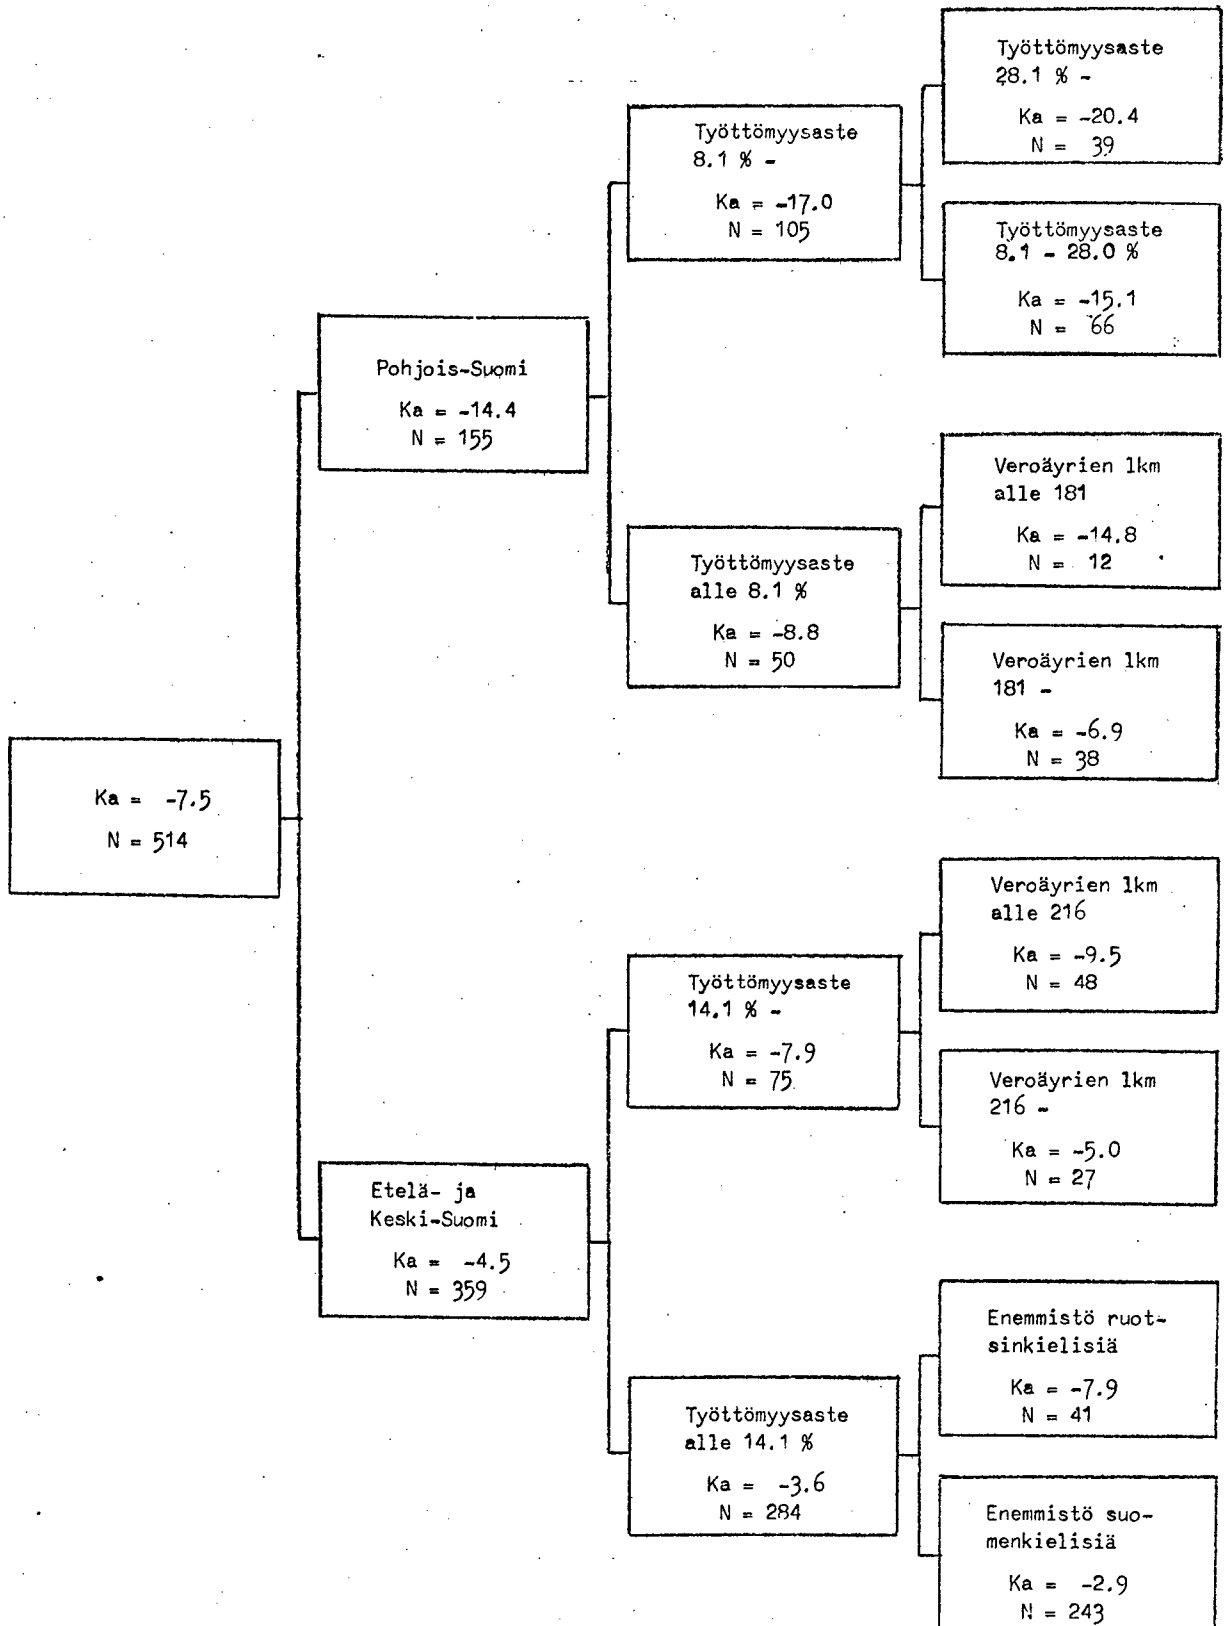 Ka = -7.5
N = 514
Pohjois-Suomi
Ka = -14.4
N = 155
Etelä- ja
Keski-Suomi
Ka = -4.5
N = 359
Työttömyysaste
8.1 % -
Ka = -17.0
N = 105
Työttömyysaste
alle 8.1 %
Ka = -8.8
N = 50
Työttömyysaste
14.1 % -
Ka = -7.9
N = 75
Työttömyysaste
alle 14.1 %
Ka = -3.6
N = 284
Työttömyysaste
28.1 % -
Ka = -20.4
N = 39
Työttömyysaste
8.1 - 28.0 %
Ka = -15.1
N = 66
Veroäyrien lkm
alle 181
Ka = -14.8
N = 12
Veroäyrien lkm
181 -
Ka = -6.9
N = 38
Veroäyrien lkm
alle 216
Ka = -9.5
N = 48
Veroäyrien lkm
216 -
Ka = -5.0
N = 27
Enemmistö ruot-
sinkielisiä
Ka = -7.9
N = 41
Enemmistö suo-
menkielisiä
Ka = -2.9
N = 243